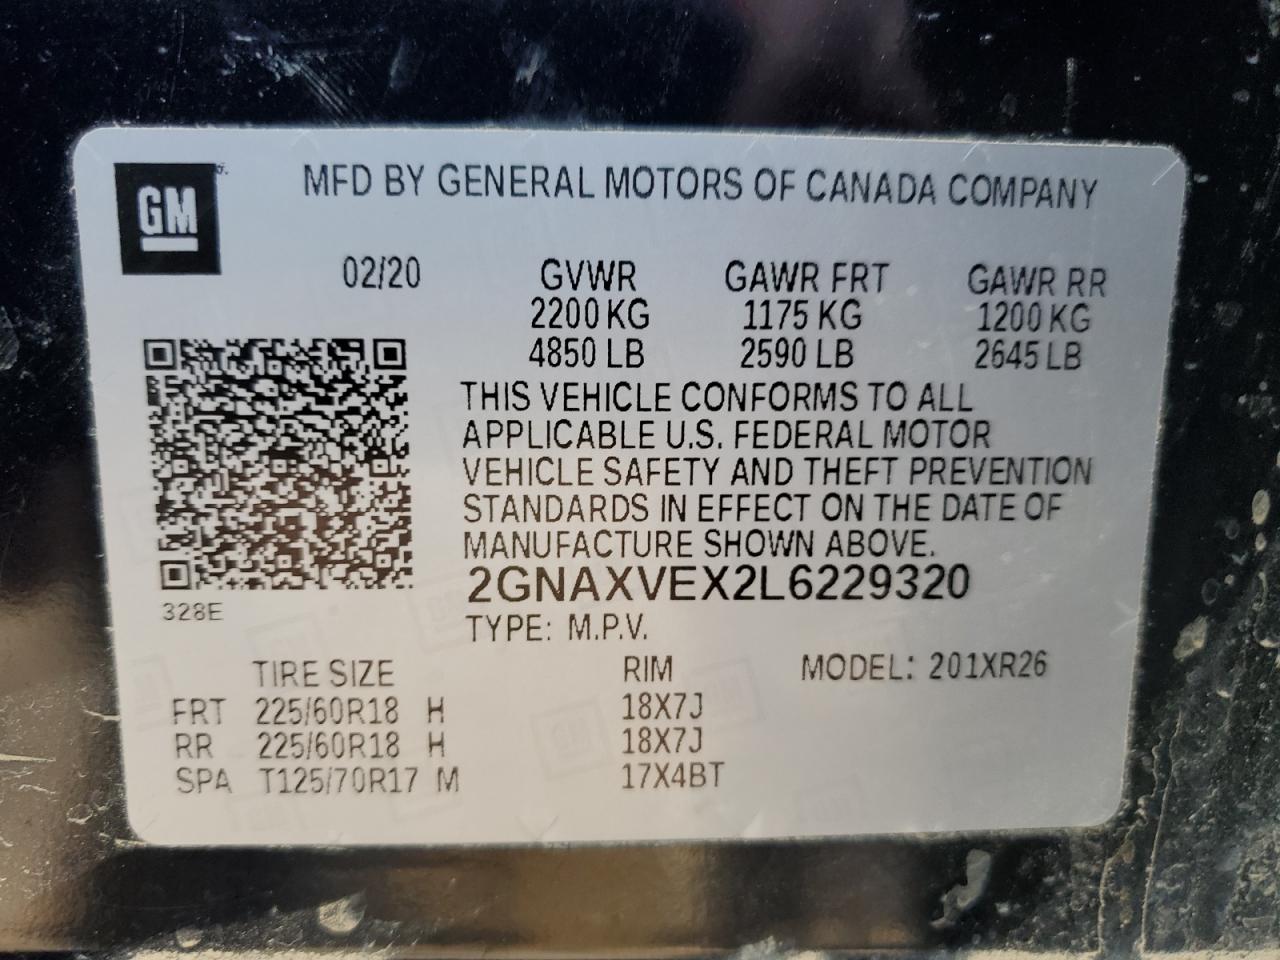 GM
MFD BY GENERAL MOTORS OF CANADA COMPANY
02/20 GVWR GAWR FRT GAWR RR
2200 KG 1175 KG 1200 KG
4850 LB 2590 LB 2645 LB
THIS VEHICLE CONFORMS TO ALL
APPLICABLE U.S. FEDERAL MOTOR
VEHICLE SAFETY AND THEFT PREVENTION
STANDARDS IN EFFECT ON THE DATE OF
MANUFACTURE SHOWN ABOVE.
2GNAXVEX2L6229320
328E
TYPE: M.P.V.
TIRE SIZE RIM MODEL: 201XR26
FRT 225/60R18 H 18X7J
RR 225/60R18 H 18X7J
SPA T125/70R17 M 17X4BT